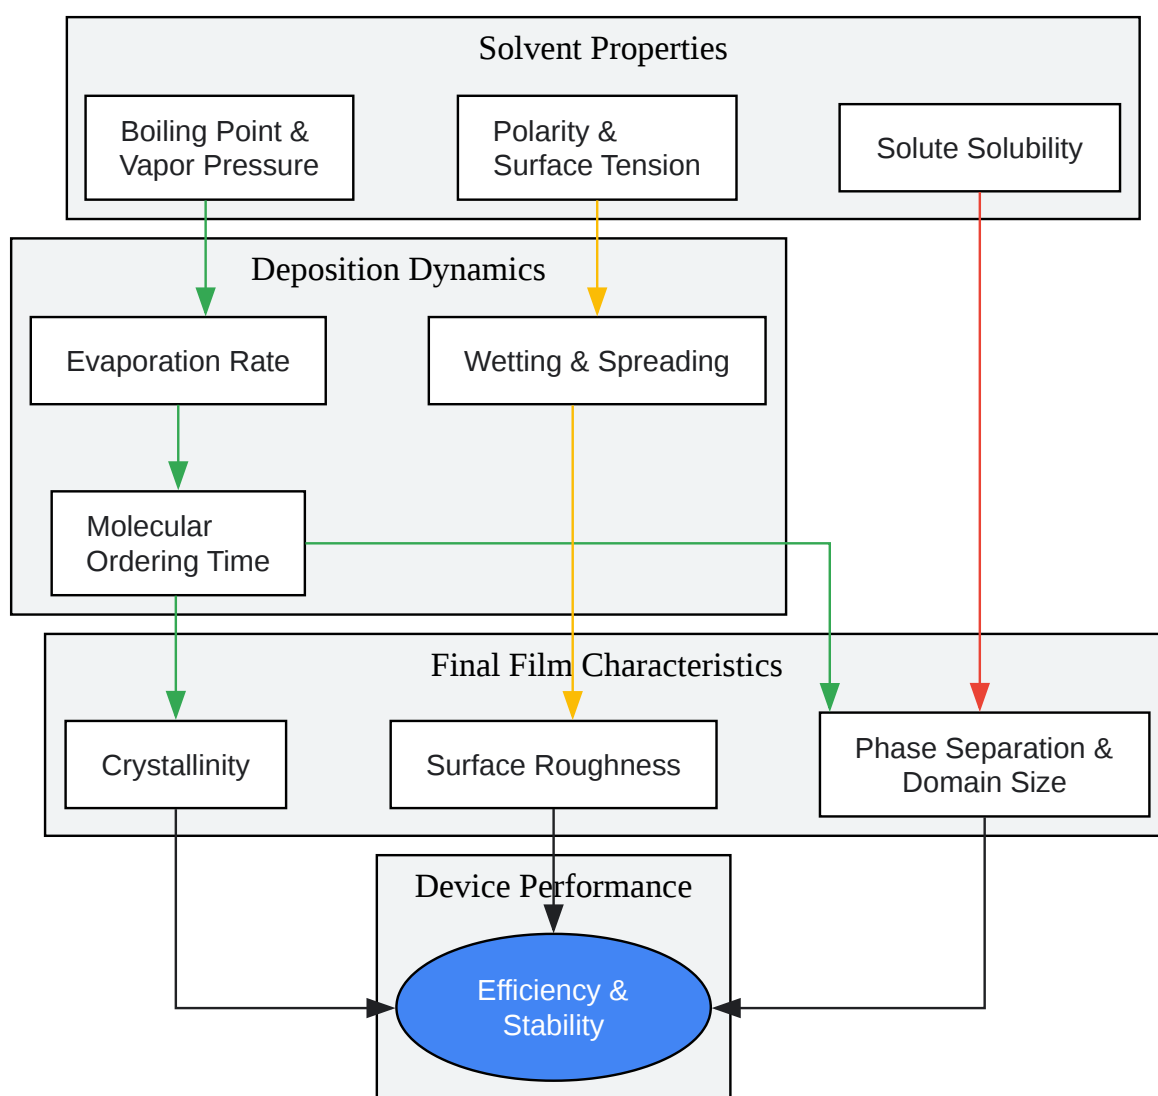 Solvent Properties
Boiling Point &
Vapor Pressure
Polarity &
Surface Tension
Solute Solubility
Deposition Dynamics
Evaporation Rate
Wetting & Spreading
Molecular
Ordering Time
Final Film Characteristics
Crystallinity
Surface Roughness
Phase Separation &
Domain Size
Device Performance
Efficiency &
Stability